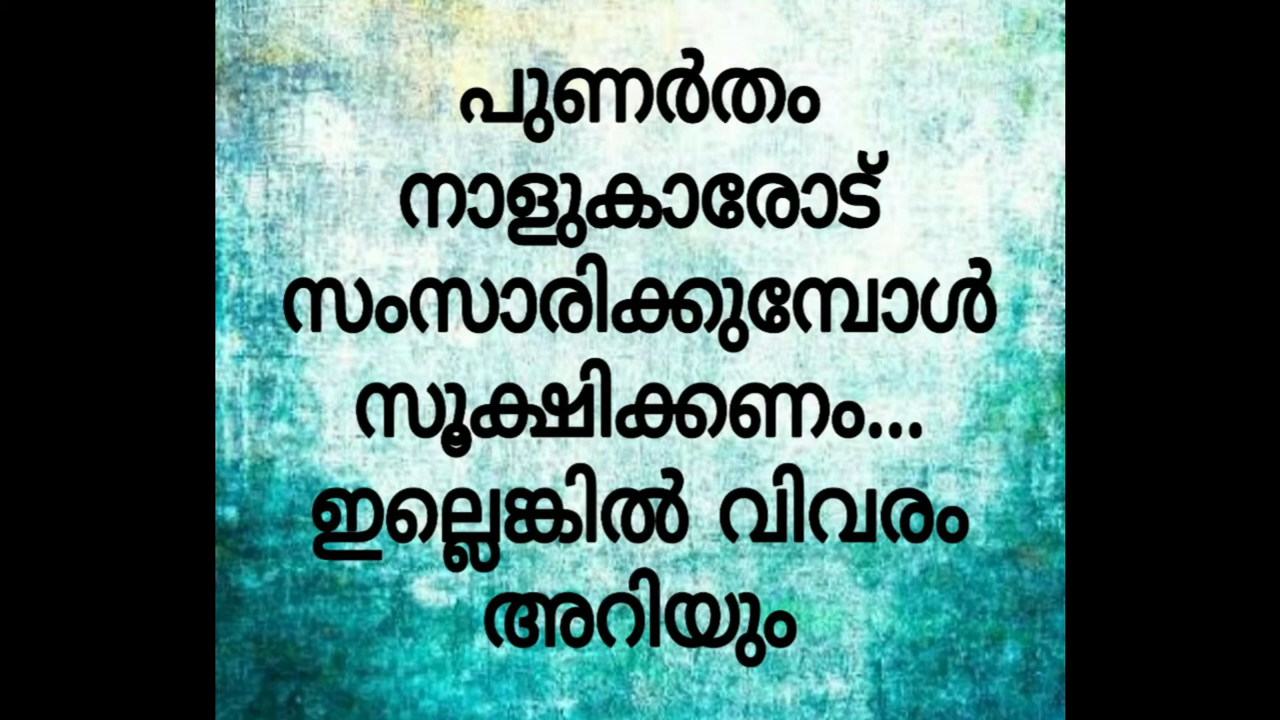 പുണർതം
നാളുകാരോട്
സംസാരിക്കുമ്പോൾ
സൂക്ഷിക്കണം...
ഇല്ലെങ്കിൽ വിവരം
അറിയും